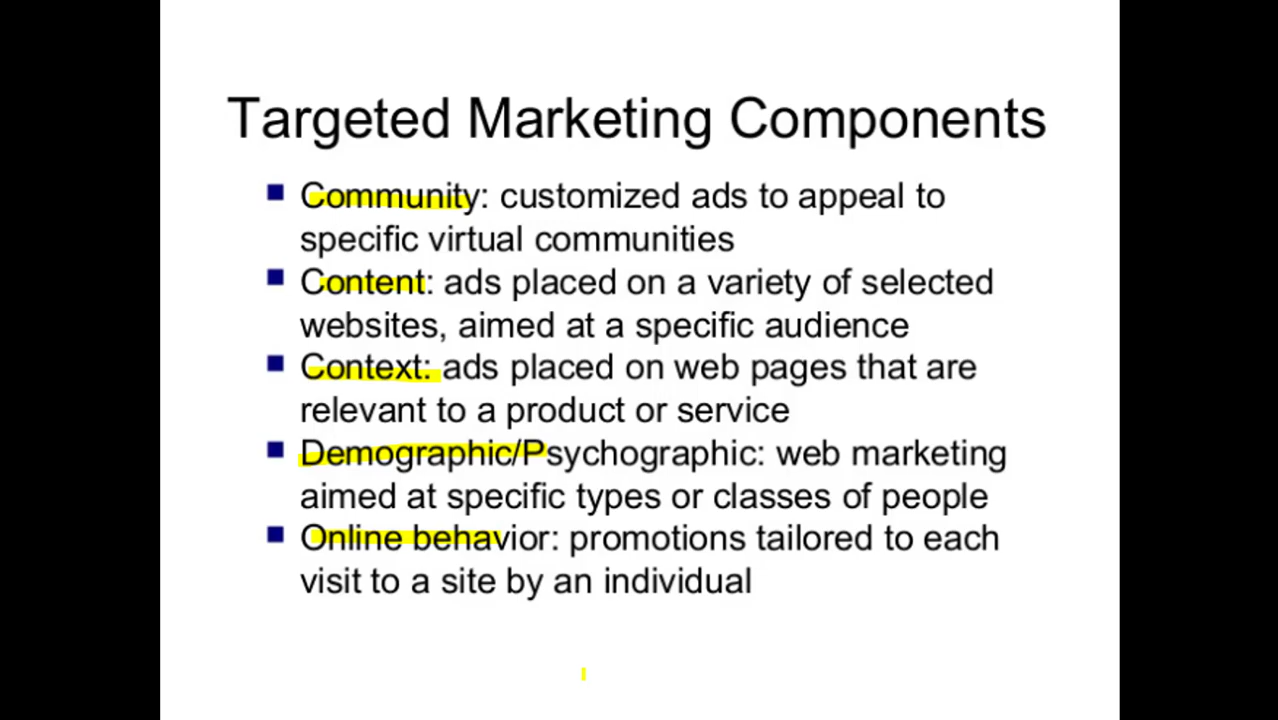 Targeted Marketing Components
Community: customized ads to appeal to
specific virtual communities
Content: ads placed on a variety of selected
websites, aimed at a specific audience
Context: ads placed on web pages that are
relevant to a product or service
Demographic/Psychographic: web marketing
aimed at specific types or classes of people
Online behavior: promotions tailored to each
visit to a site by an individual